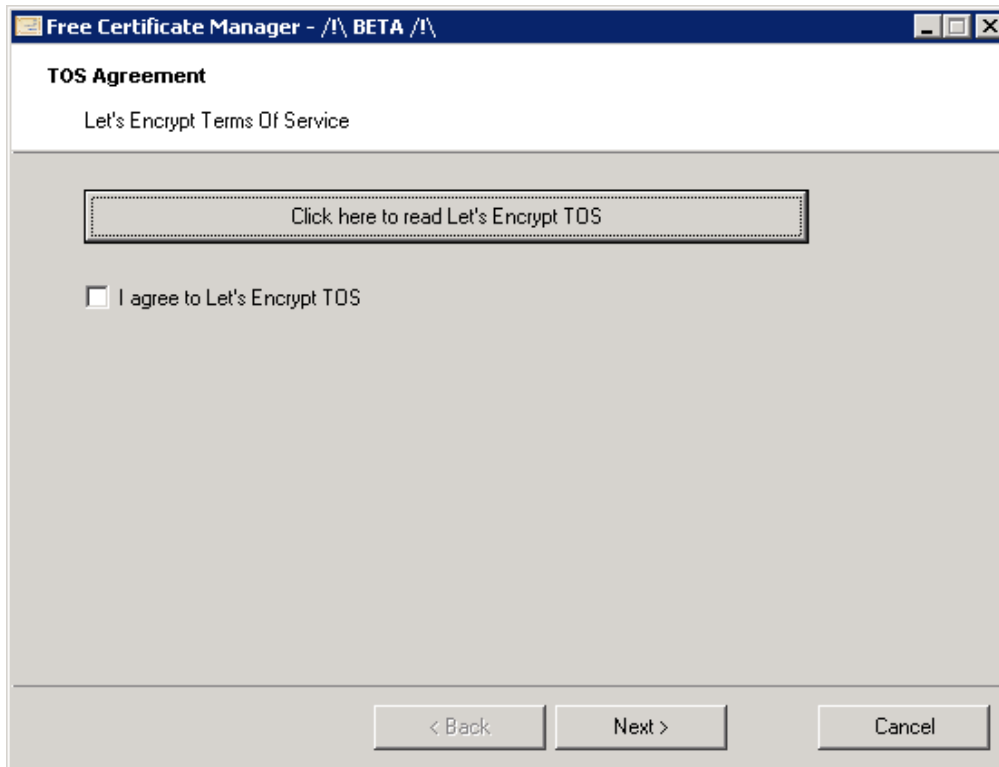 Free Certificate Manager - /!\ BETA /!\
TOS Agreement
Let's Encrypt Terms Of Service
Click here to read Let's Encrypt TOS
I agree to Let's Encrypt TOS
< Back
Next >
Cancel